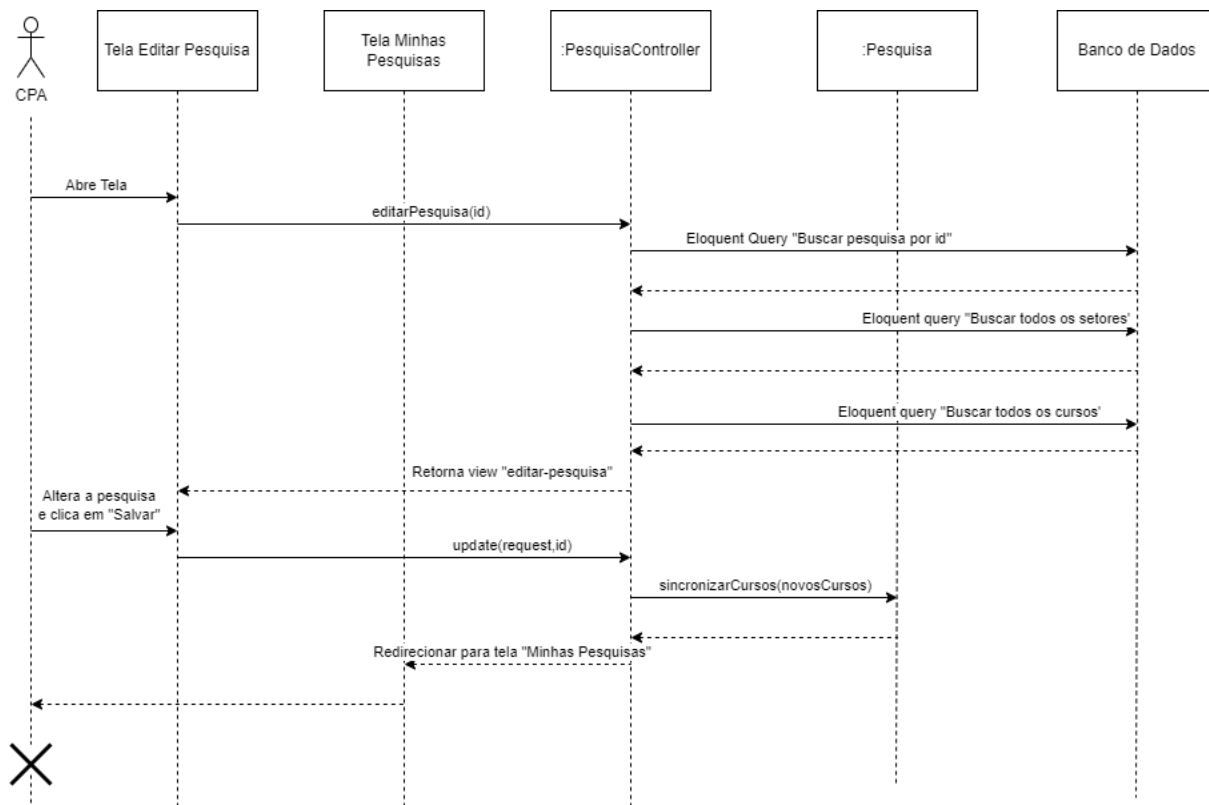 Tela Editar Pesquisa
Tela Minhas
Pesquisas
:PesquisaController
:Pesquisa
Banco de Dados
CPA
Abre Tela
editarPesquisa(id)
Eloquent Query "Buscar pesquisa por id"
Eloquent query "Buscar todos os setores'
Eloquent query "Buscar todos os cursos'
Retorna view "editar-pesquisa"
Altera a pesquisa
e clica em "Salvar"
update(request,id)
sincronizarCursos(novosCursos)
Redirecionar para tela "Minhas Pesquisas"